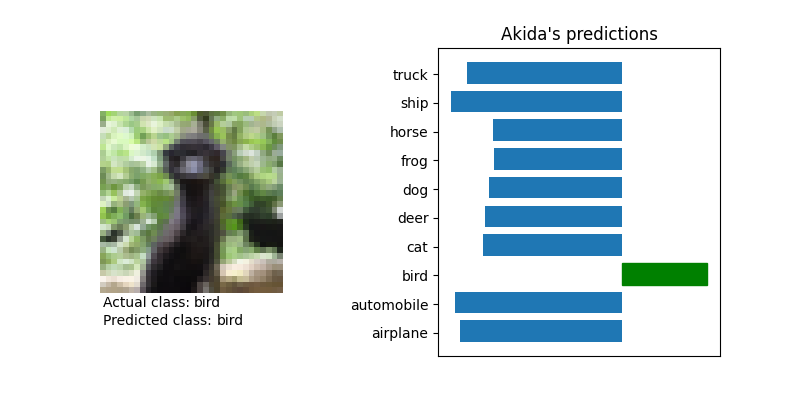 Akida's predictions
truck
ship
horse
frog
dog
deer
cat
bird
automobile
airplane
Actual class: bird
Predicted class: bird